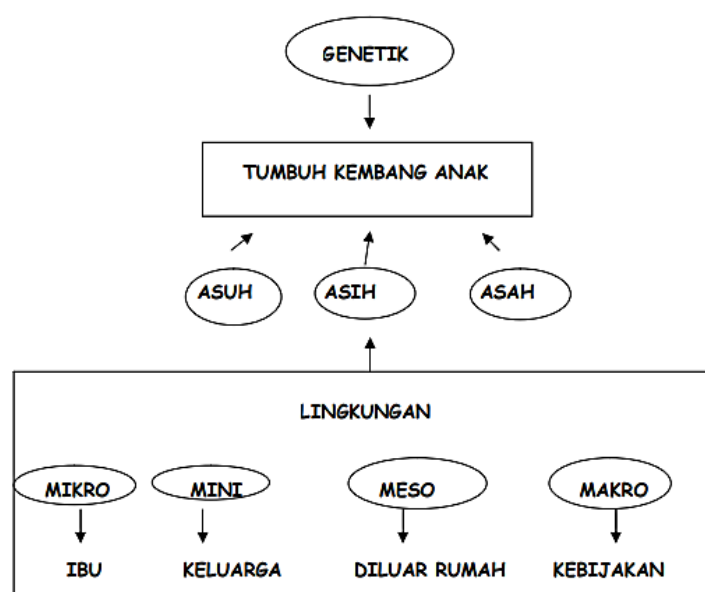 GENETIK
TUMBUH KEMBANG ANAK
ASUH
ASIH
ASAH
LINGKUNGAN
MIKRO
MINI
MESO
MAKRO
IBU
KELUARGA
DILUAR RUMAH
KEBIJAKAN